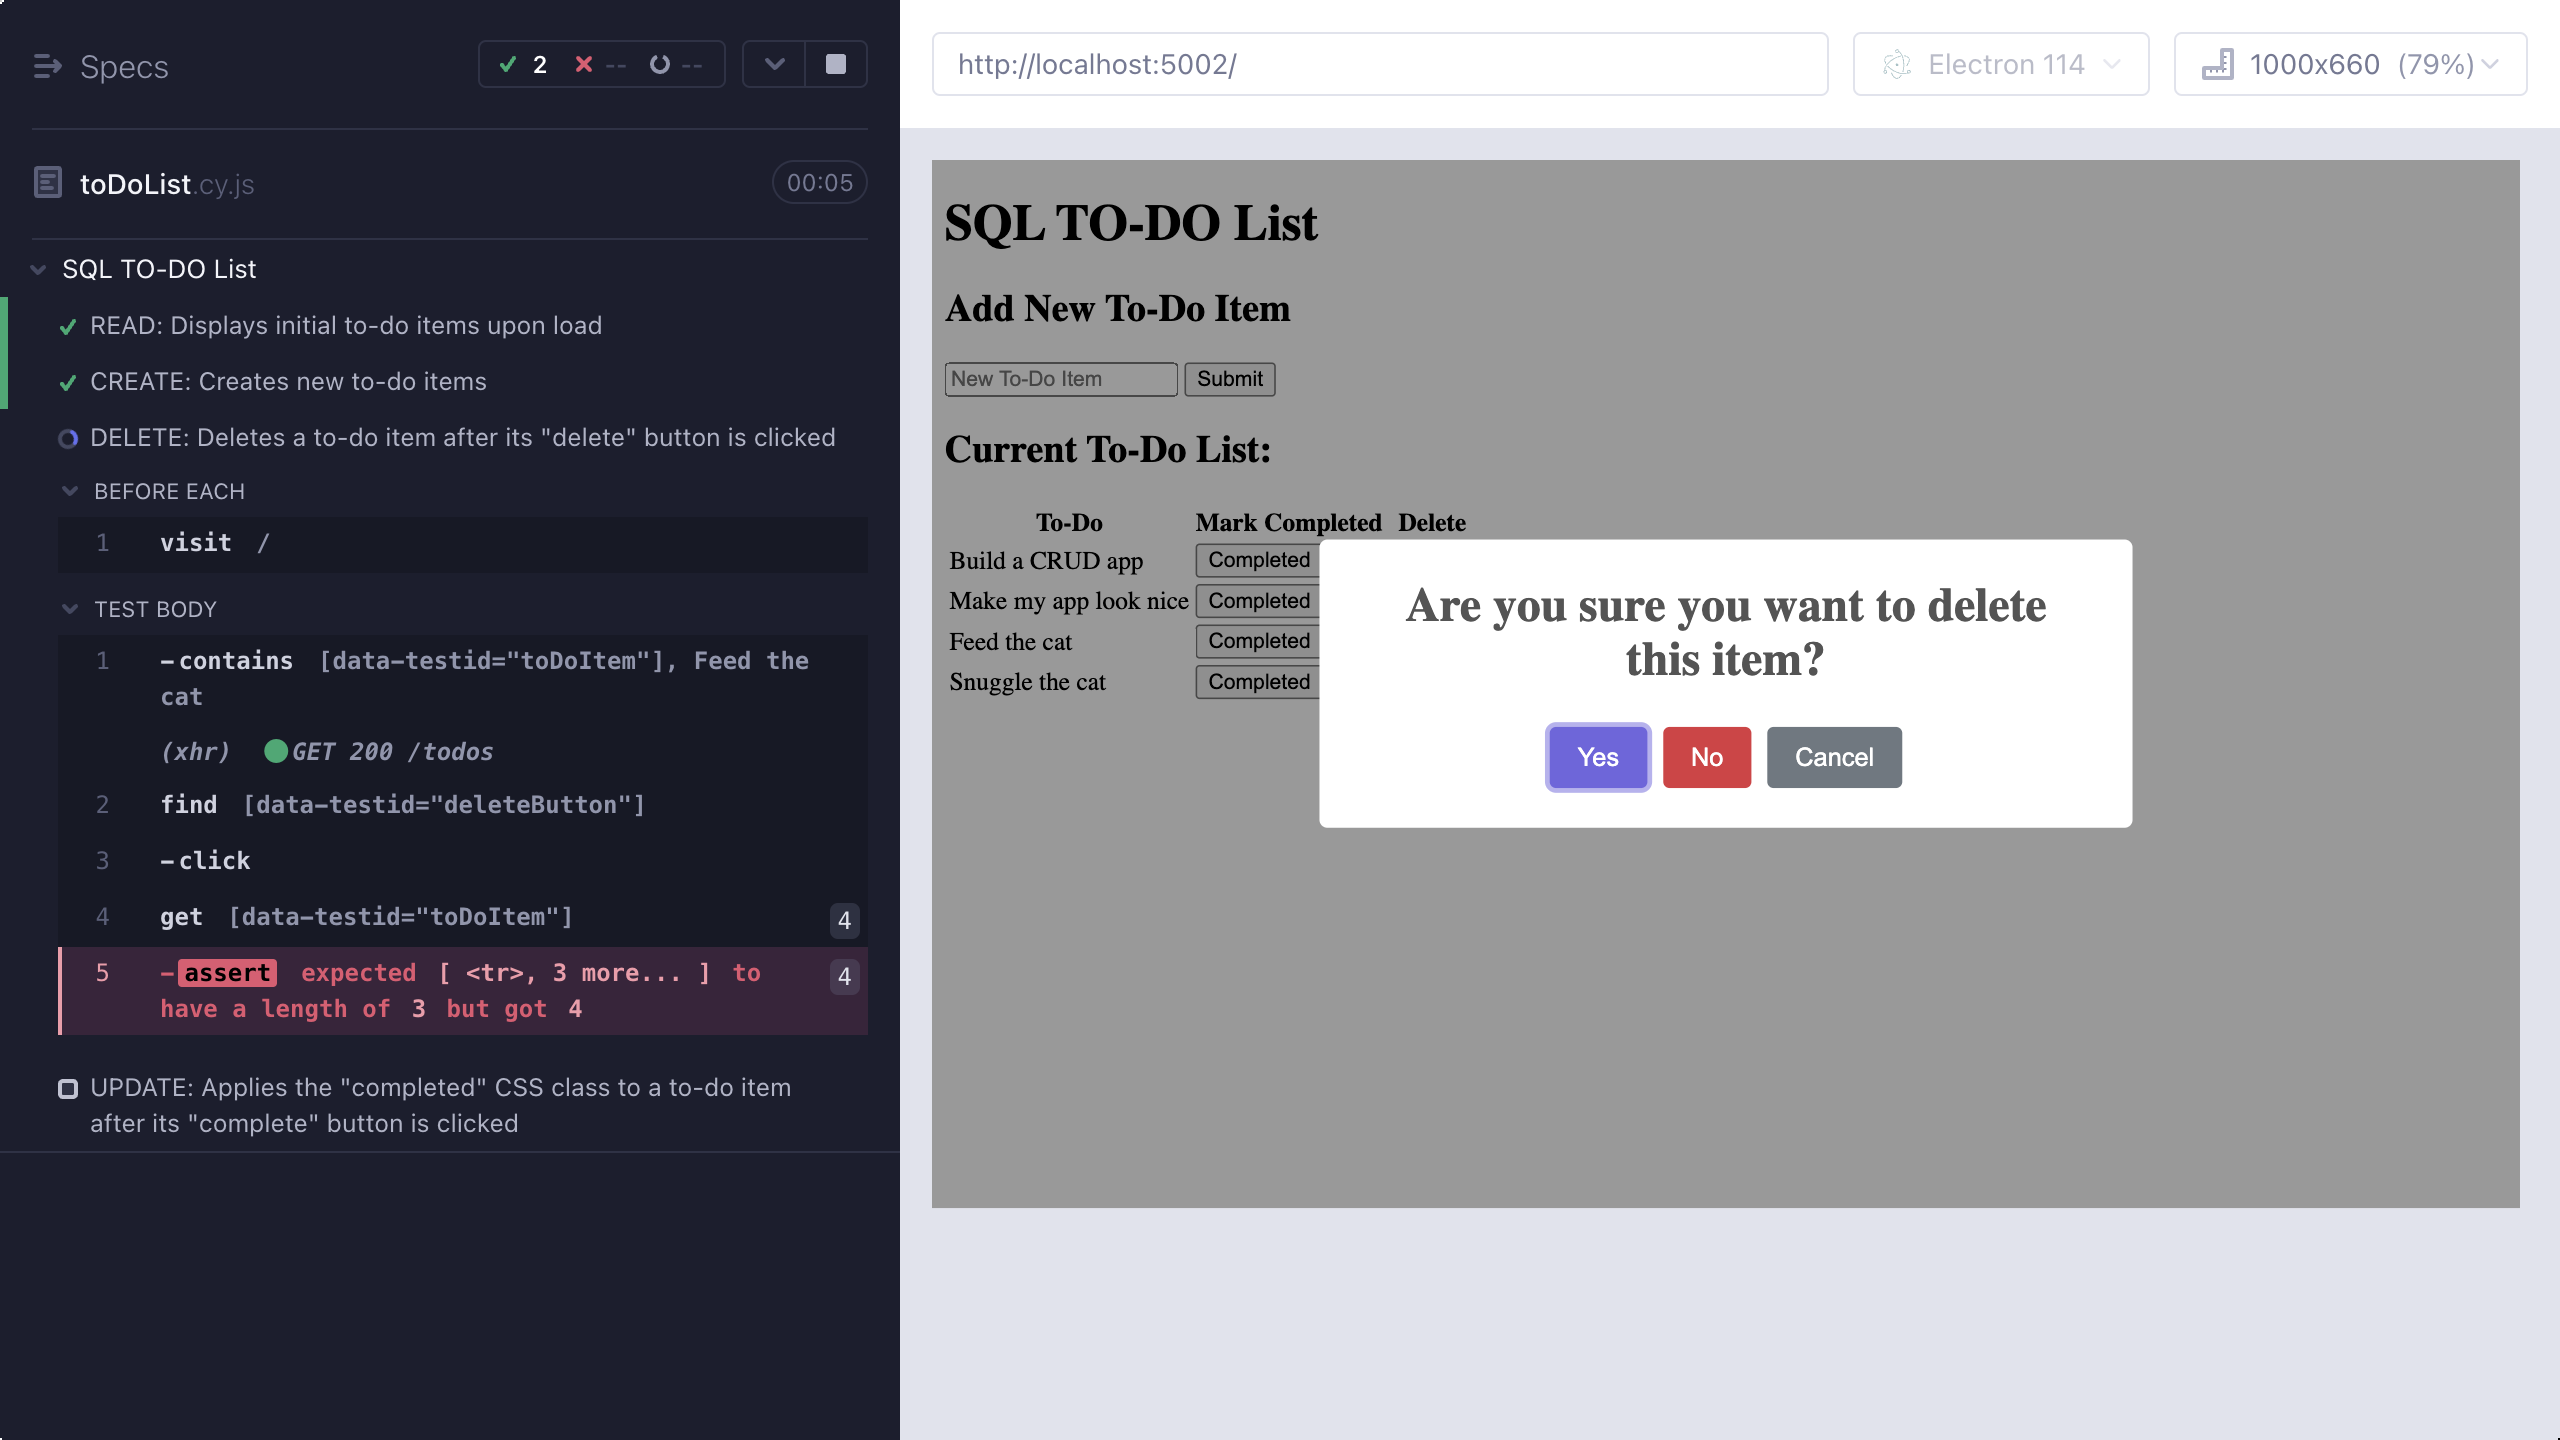 Specs
2 -- --
toDoList.cy.js 00:05
SQL TO-DO List
READ: Displays initial to-do items upon load
CREATE: Creates new to-do items
DELETE: Deletes a to-do item after its "delete" button is clicked
BEFORE EACH
1 visit /
TEST BODY
1 -contains [data-testid="toDoItem"], Feed the
cat
(xhr) GET 200 /todos
2 find [data-testid="deleteButton"]
3 -click
4 get [data-testid="toDoItem"] 4
5 -assert expected [ <tr>, 3 more... ] to 4
have a length of 3 but got 4
UPDATE: Applies the "completed" CSS class to a to-do item
after its "complete" button is clicked
http://localhost:5002/ Electron 114 1000x660 (79%)
SQL TO-DO List
Add New To-Do Item
New To-Do Item Submit
Current To-Do List:
To-Do Mark Completed Delete
Build a CRUD app Completed
Make my app look nice Completed
Feed the cat Completed
Snuggle the cat Completed
Are you sure you want to delete
this item?
Yes No Cancel